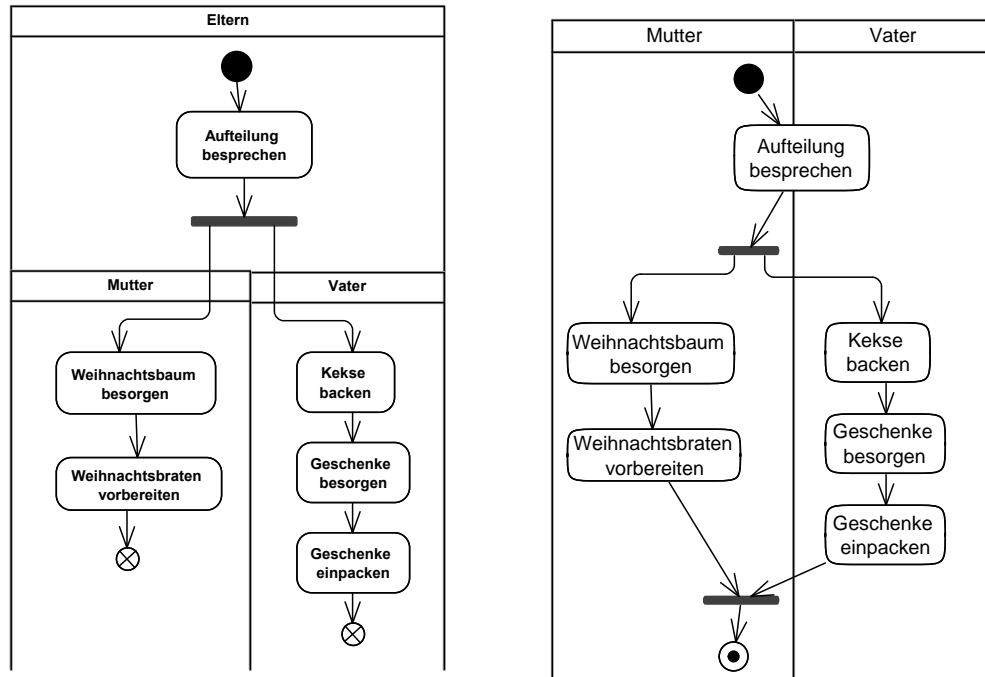 Eltern
Aufteilung
besprechen
Mutter
Vater
Weihnachtsbaum
besorgen
Weihnachtsbraten
vorbereiten
Kekse
backen
Geschenke
besorgen
Geschenke
einpacken
Mutter
Vater
Aufteilung
besprechen
Weihnachtsbaum
besorgen
Weihnachtsbraten
vorbereiten
Kekse
backen
Geschenke
besorgen
Geschenke
einpacken